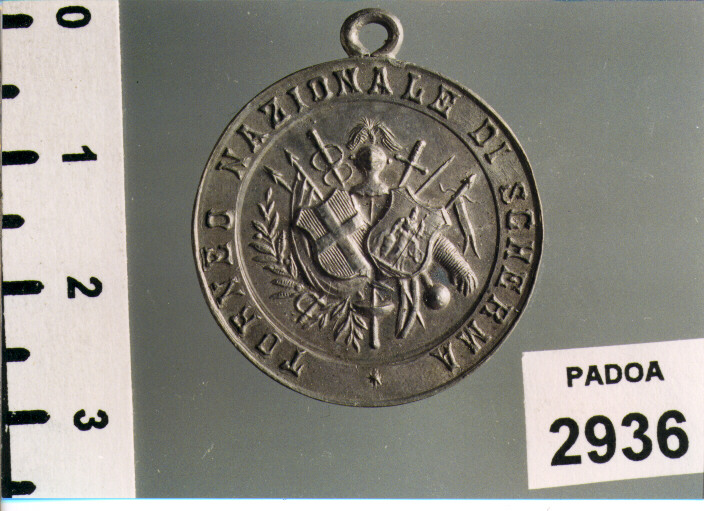 0
1
2
3
TORNEO NAZIONALE DI SCHERMA
PADOA
2936